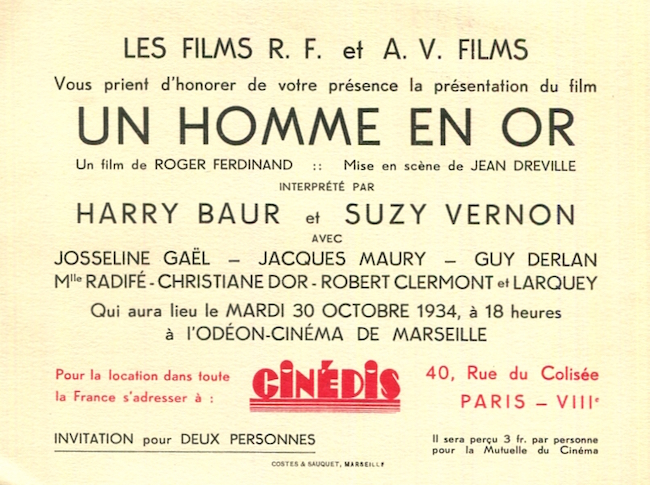 LES FILMS R. F. et A. V. FILMS
Vous prient d'honorer de votre présence la présentation du film
UN HOMME EN OR
Un film de ROGER FERDINAND :: Mise en scène de JEAN DREVILLE
INTERPRÉTÉ PAR
HARRY BAUR et SUZY VERNON
AVEC
JOSSELINE GAËL – JACQUES MAURY – GUY DERLAN
Mlle RADIFÉ - CHRISTIANE DOR - ROBERT CLERMONT et LARQUEY
Qui aura lieu le MARDI 30 OCTOBRE 1934, à 18 heures
à l'ODÉON-CINÉMA DE MARSEILLE
Pour la location dans toute
la France s'adresser à :
CINÉDIS
40, Rue du Colisée
PARIS – VIIIe
INVITATION pour DEUX PERSONNES
Il sera perçu 3 fr. par personne
pour la Mutuelle du Cinéma
COSTES & SAUQUET, MARSEILLE